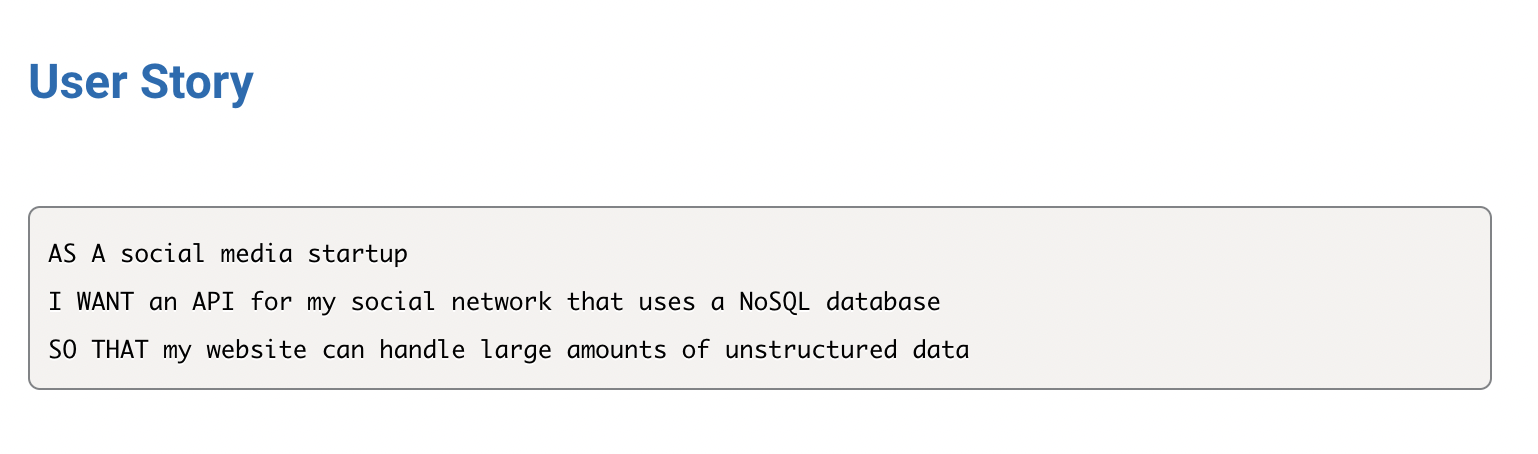 User Story
AS A social media startup
I WANT an API for my social network that uses a NoSQL database
SO THAT my website can handle large amounts of unstructured data